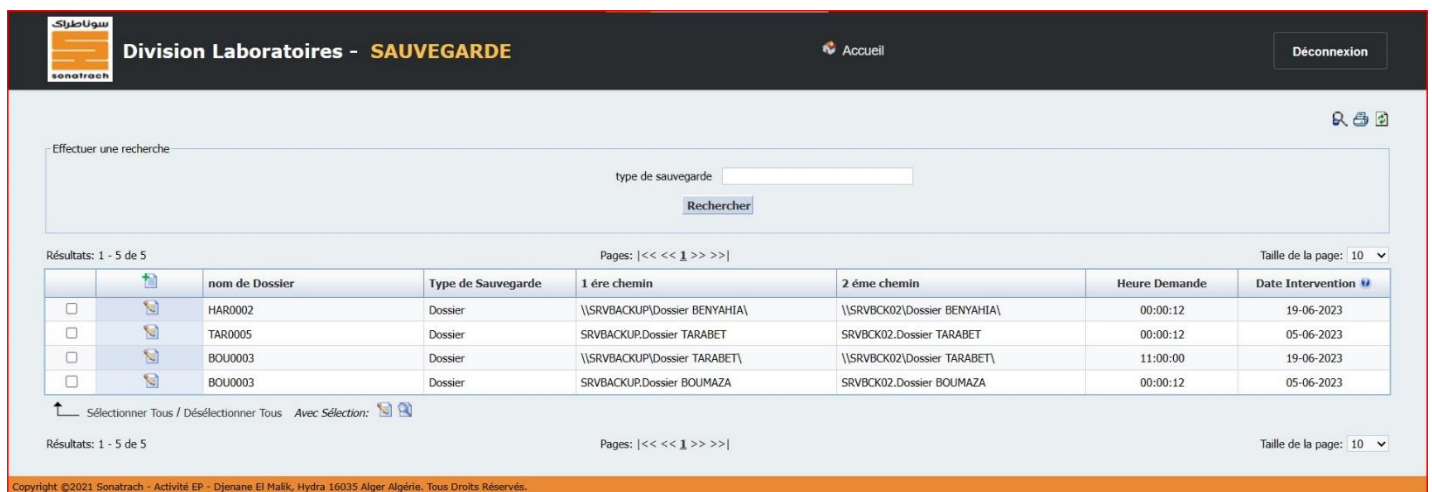 سوناطراك
sonatrach
Division Laboratoires - SAUVEGARDE
Accueil
Déconnexion
Effectuer une recherche
type de sauvegarde
Rechercher
Résultats: 1 - 5 de 5 Pages: |<< << 1 >> >>| Taille de la page: 10
nom de Dossier Type de Sauvegarde 1 ére chemin 2 éme chemin Heure Demande Date Intervention
HAR0002 Dossier \\SRVBACKUP\Dossier BENYAHIA\ \\SRVBCK02\Dossier BENYAHIA\ 00:00:12 19-06-2023
TAR0005 Dossier SRVBACKUP.Dossier TARABET SRVBCK02.Dossier TARABET 00:00:12 05-06-2023
BOU0003 Dossier \\SRVBACKUP\Dossier TARABET\ \\SRVBCK02\Dossier TARABET\ 11:00:00 19-06-2023
BOU0003 Dossier SRVBACKUP.Dossier BOUMAZA SRVBCK02.Dossier BOUMAZA 00:00:12 05-06-2023
Sélectionner Tous / Désélectionner Tous Avec Sélection:
Résultats: 1 - 5 de 5 Pages: |<< << 1 >> >>| Taille de la page: 10
Copyright ©2021 Sonatrach - Activité EP - Djenane El Malik, Hydra 16035 Alger Algérie. Tous Droits Réservés.